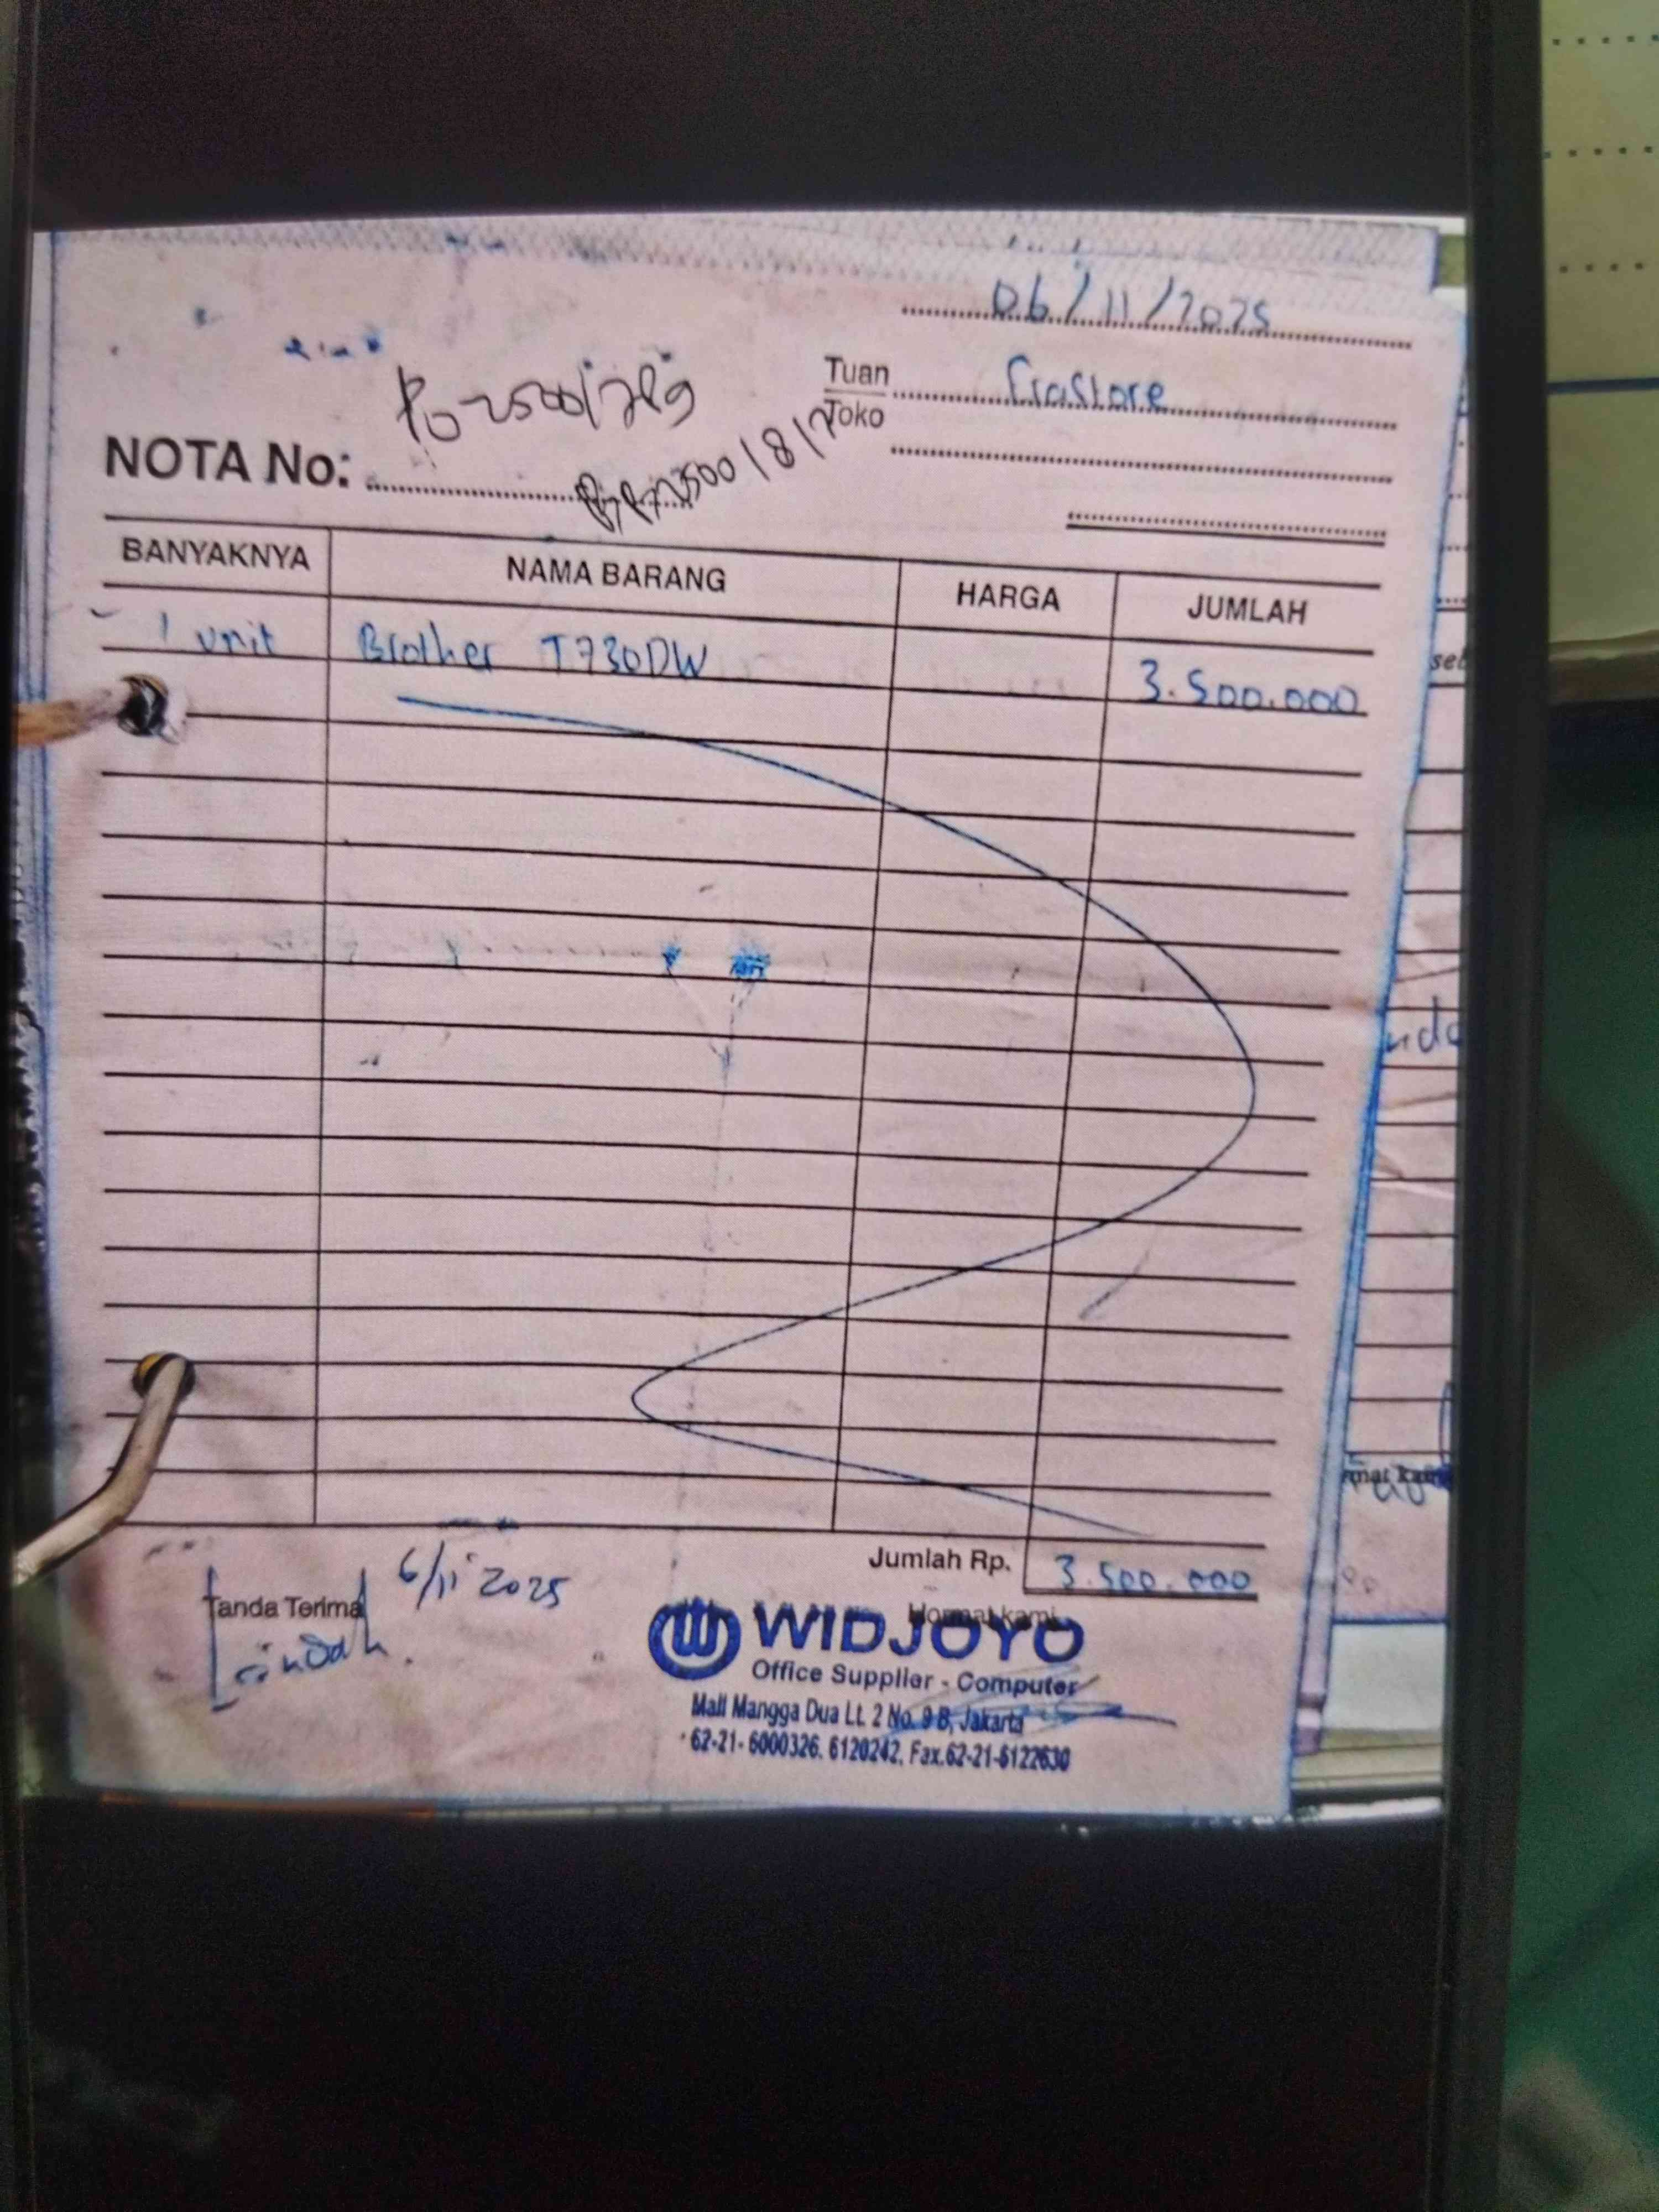 06/11/2025
Tuan
Toko
Erastore
NOTA No:
BANYAKNYA NAMA BARANG HARGA JUMLAH
1 unit Brother T730DW 3.500.000
Jumlah Rp. 3.500.000
Tanda Terima
6/11 2025
Hormat kami
indah
WIDJOYO
Office Supplier - Computer
Mall Mangga Dua Lt. 2 No. 9 B, Jakarta
62-21- 6000326. 6120242, Fax.62-21-6122630